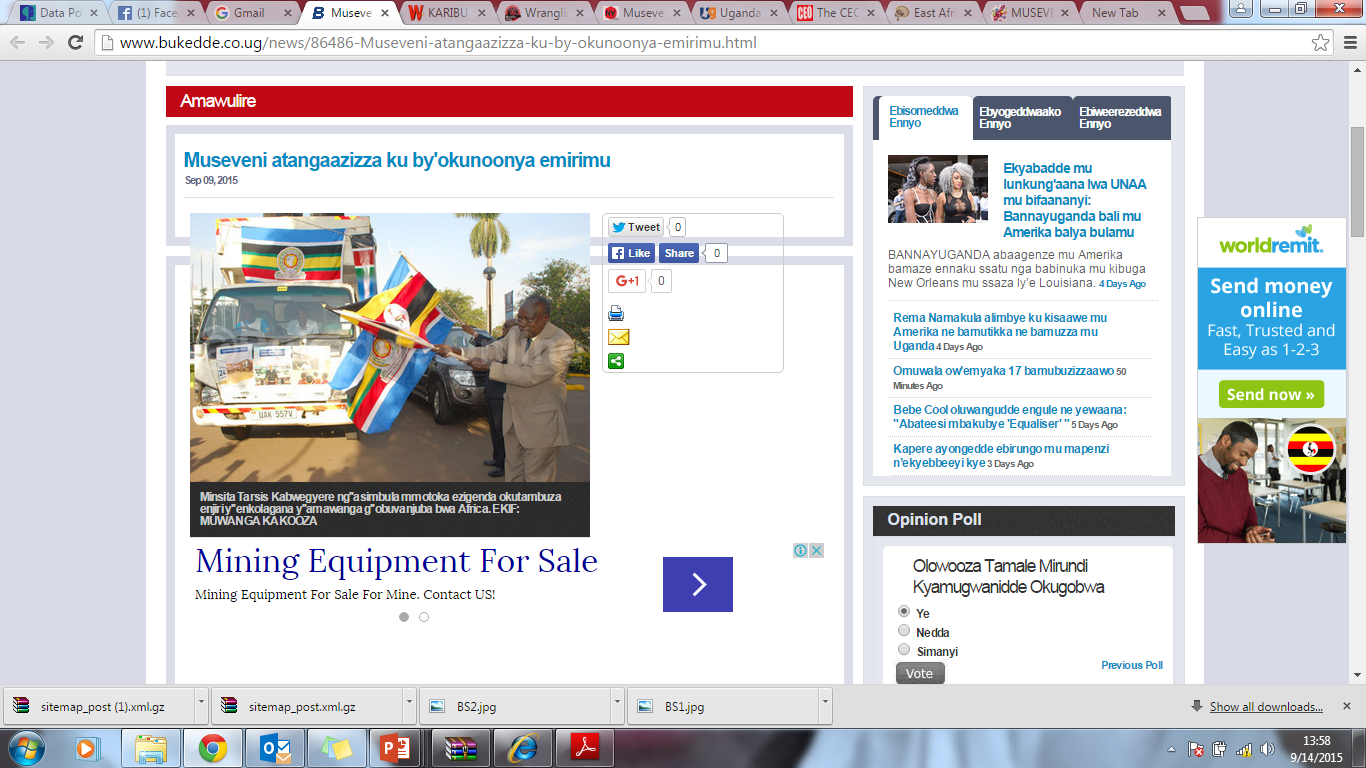 Data Po
(1) Face
Gmail
Museve
KARIBU
Wrangli
Museve
Uganda
The CEC
East Afri
MUSEVE
New Tab
www.bukedde.co.ug/news/86486-Museveni-atangaazizza-ku-by-okunoonya-emirimu.html
Amawulire
Museveni atangaazizza ku by'okunoonya emirimu
Sep 09, 2015
Tweet 0
Like Share 0
G+1 0
UAK 557V
Minsita Tarsis Kabwegyere ng"asimbula mmotoka ezigenda okutambuza
enjiri y"enkolagana y"amawanga g"obuvanjuba bwa Africa. EKIF:
MUWANGA KAKOOZA
Mining Equipment For Sale
Mining Equipment For Sale For Mine. Contact US!
Ebisomeddwa
Ennyo
Ebyogeddwaako
Ennyo
Ebiweerezeddwa
Ennyo
Ekyabadde mu
lunkung'aana lwa UNAA
mu bifaananyi:
Bannayuganda bali mu
Amerika balya bulamu
BANNAYUGANDA abaagenze mu Amerika
bamaze ennaku ssatu nga babinuka mu kibuga
New Orleans mu ssaza ly'e Louisiana. 4 Days Ago
Rema Namakula alimbye ku kisaawe mu
Amerika ne bamutikka ne bamuzza mu
Uganda 4 Days Ago
Omuwala ow'emyaka 17 bamubuzizzaawo 50
Minutes Ago
Bebe Cool oluwangudde engule ne yewaana:
"Abateesi mbakubye 'Equaliser' " 5 Days Ago
Kapere ayongedde ebirungo mu mapenzi
n'ekyebbeeyi kye 3 Days Ago
Opinion Poll
Olowooza Tamale Mirundi
Kyamugwanidde Okugobwa
Ye
Nedda
Simanyi
Vote
Previous Poll
worldremit.
Send money
online
Fast, Trusted and
Easy as 1-2-3
Send now »
sitemap_post (1).xml.gz
sitemap_post.xml.gz
BS2.jpg
BS1.jpg
Show all downloads...
13:58
9/14/2015